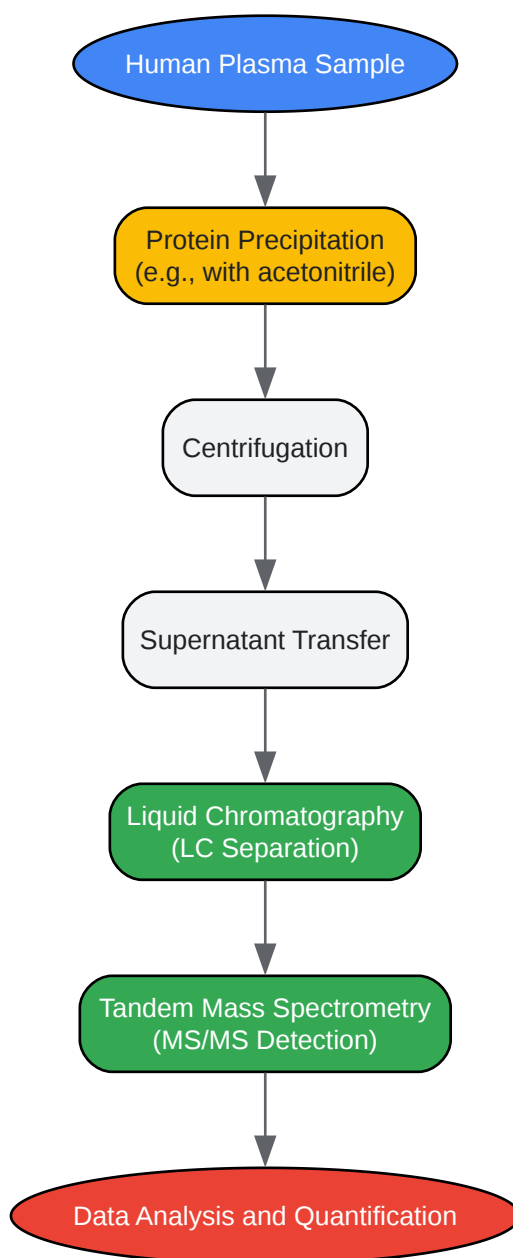 Human Plasma Sample
Protein Precipitation
(e.g., with acetonitrile)
Centrifugation
Supernatant Transfer
Liquid Chromatography
(LC Separation)
Tandem Mass Spectrometry
(MS/MS Detection)
Data Analysis and Quantification